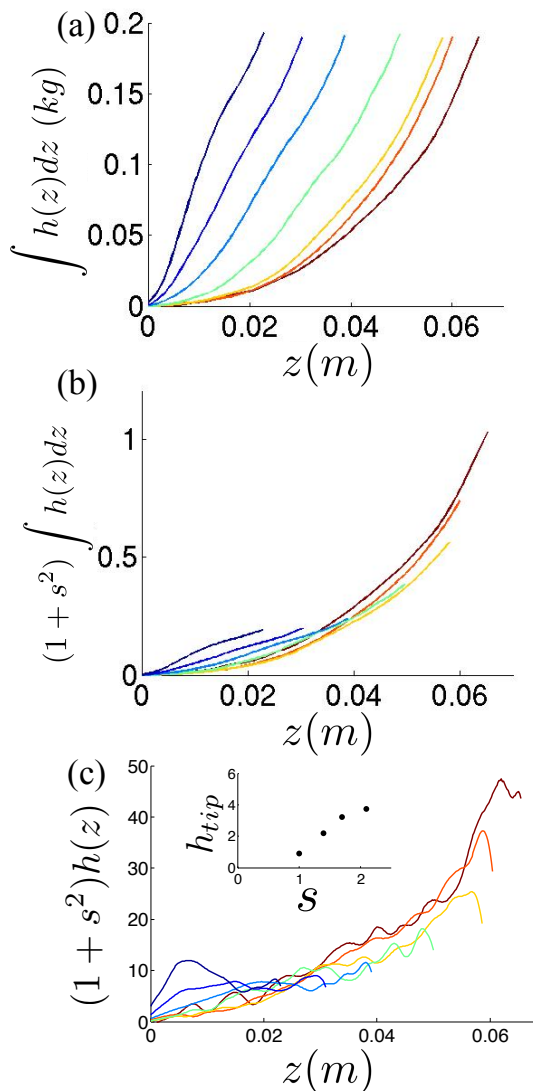 (a)
∫ h(z)dz (kg)
0.2
0.15
0.1
0.05
0
0 0.02 0.04 0.06
z(m)
(b)
(1 + s²) ∫ h(z)dz
1
0.5
0
0 0.02 0.04 0.06
z(m)
(c)
(1 + s²)h(z)
50
40
30
20
10
0
0 0.02 0.04 0.06
z(m)
h_tip
6
4
2
0
0 1 2
s